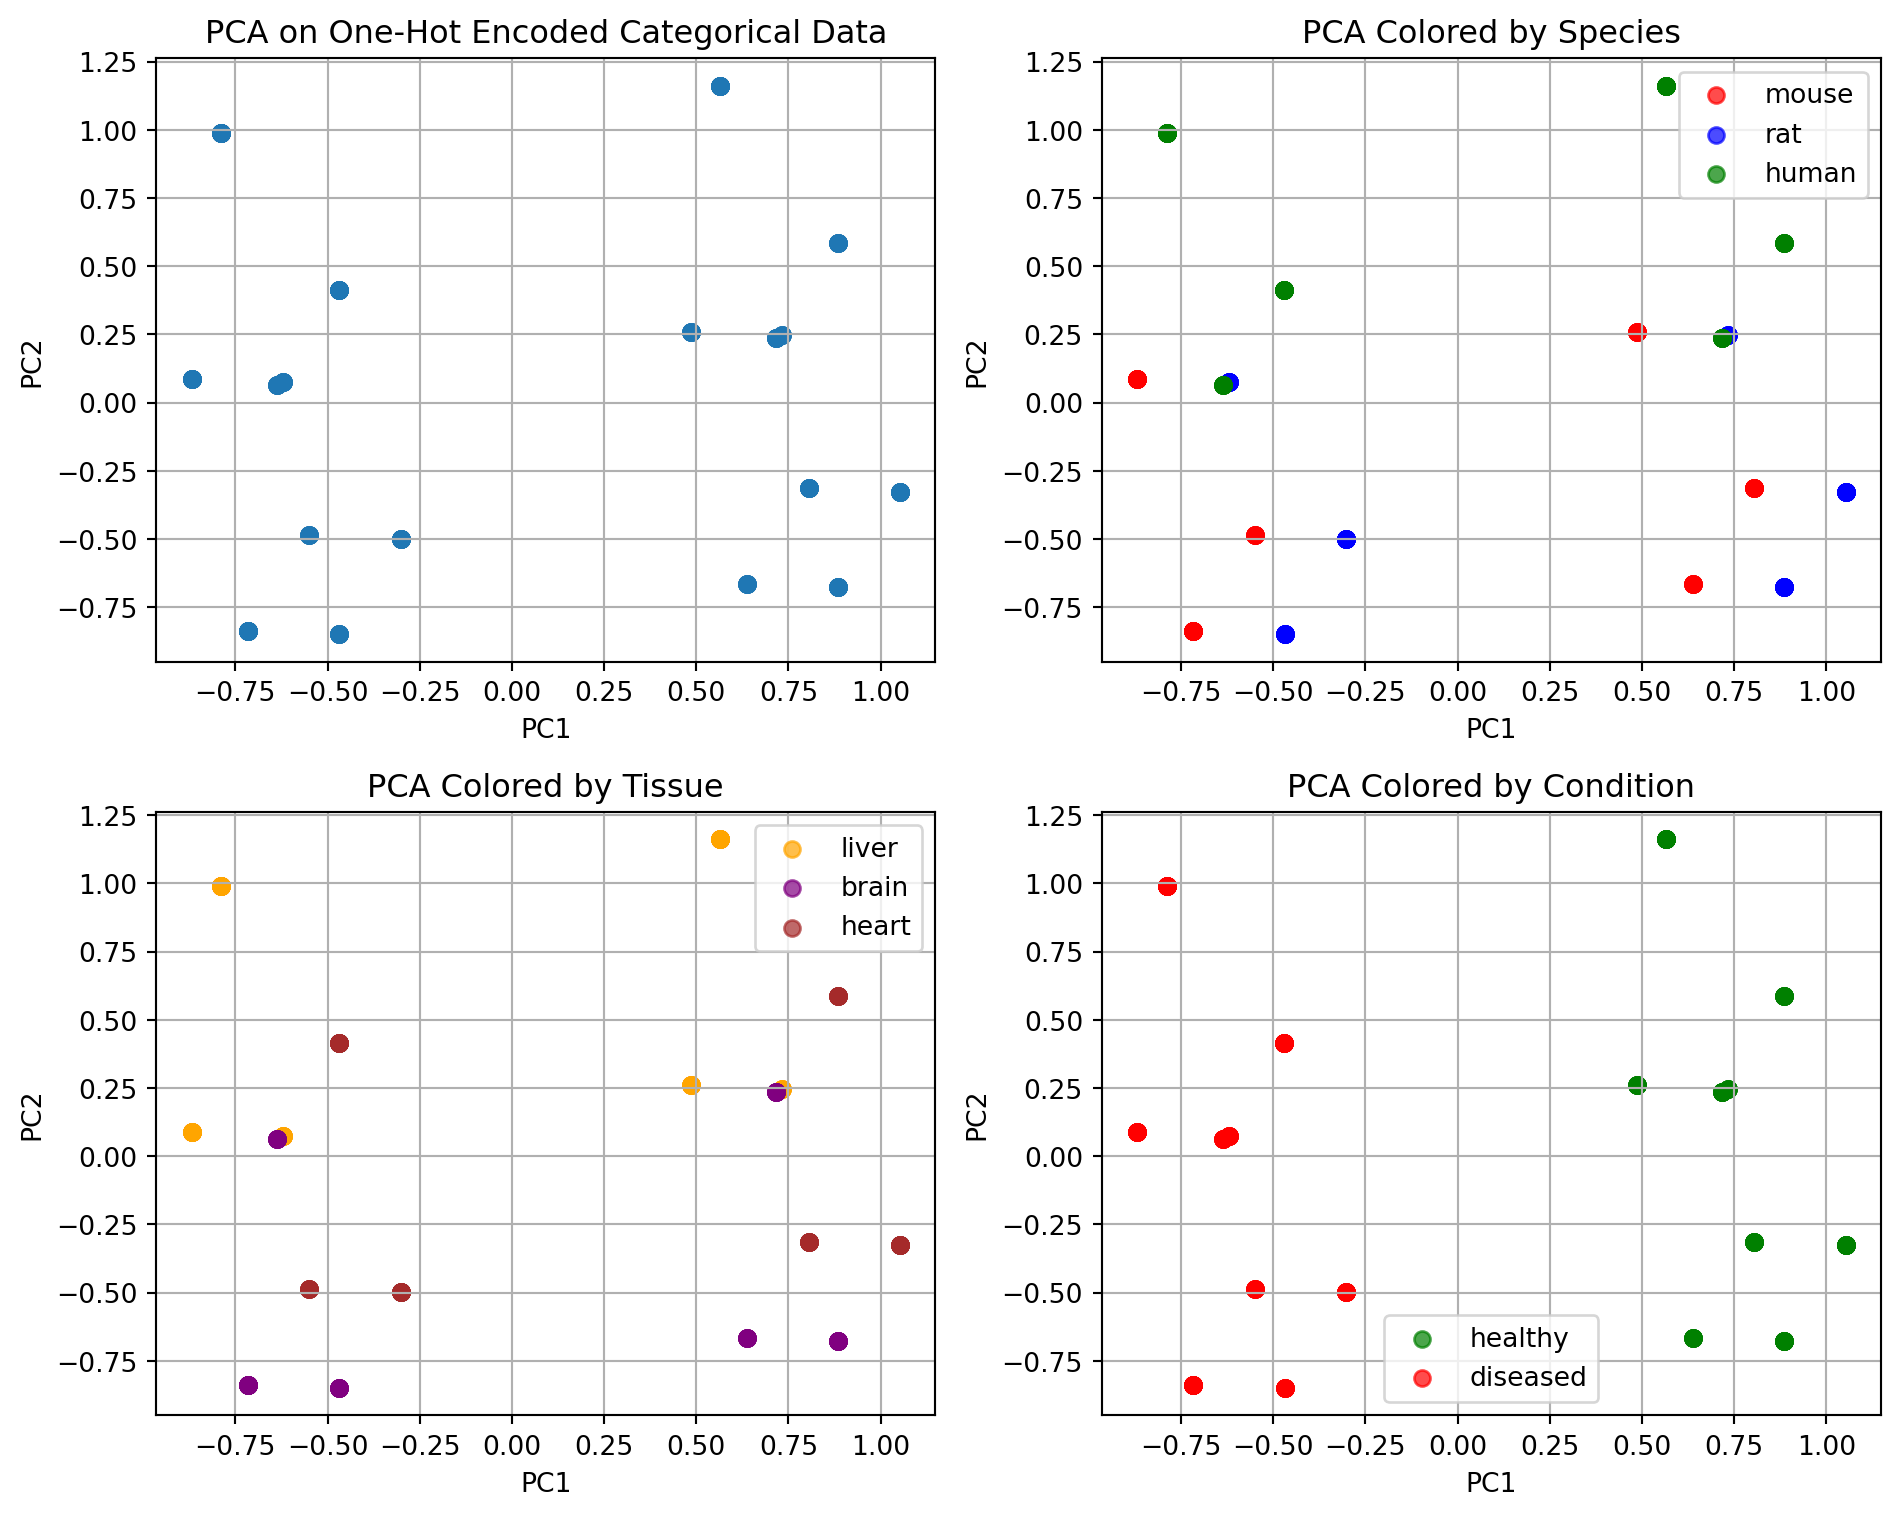 PCA on One-Hot Encoded Categorical Data
1.25
1.00
0.75
0.50
0.25
0.00
−0.25
−0.50
−0.75
PC2
−0.75 −0.50 −0.25 0.00 0.25 0.50 0.75 1.00
PC1
PCA Colored by Species
mouse
rat
human
1.25
1.00
0.75
0.50
0.25
0.00
−0.25
−0.50
−0.75
PC2
−0.75 −0.50 −0.25 0.00 0.25 0.50 0.75 1.00
PC1
PCA Colored by Tissue
liver
brain
heart
1.25
1.00
0.75
0.50
0.25
0.00
−0.25
−0.50
−0.75
PC2
−0.75 −0.50 −0.25 0.00 0.25 0.50 0.75 1.00
PC1
PCA Colored by Condition
1.25
1.00
0.75
0.50
0.25
0.00
−0.25
−0.50
−0.75
PC2
healthy
diseased
−0.75 −0.50 −0.25 0.00 0.25 0.50 0.75 1.00
PC1